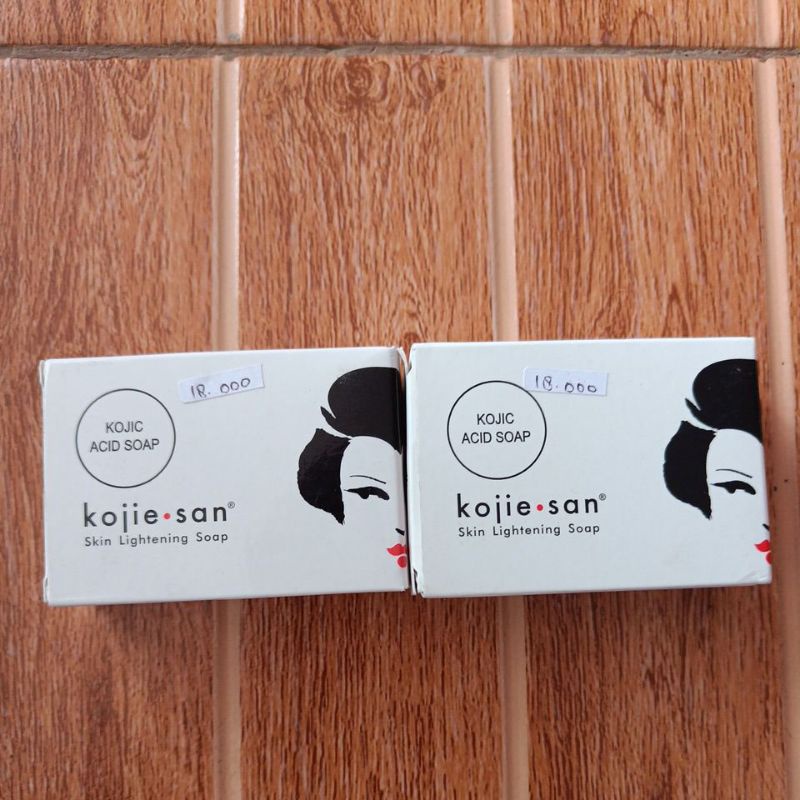 18.000
KOJIC
ACID SOAP
kojie•san®
Skin Lightening Soap
18.000
KOJIC
ACID SOAP
kojie•san®
Skin Lightening Soap